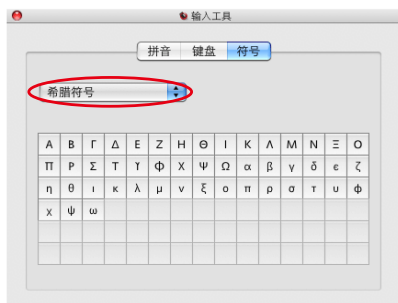 输入工具
拼音 键盘 符号
希腊符号
Α Β Γ Δ Ε Ζ Η Θ Ι Κ Λ Μ Ν Ξ Ο
Π Ρ Σ Τ Υ Φ Χ Ψ Ω α β γ δ ε ζ
η θ ι κ λ μ ν ξ ο π ρ σ τ υ φ
χ ψ ω